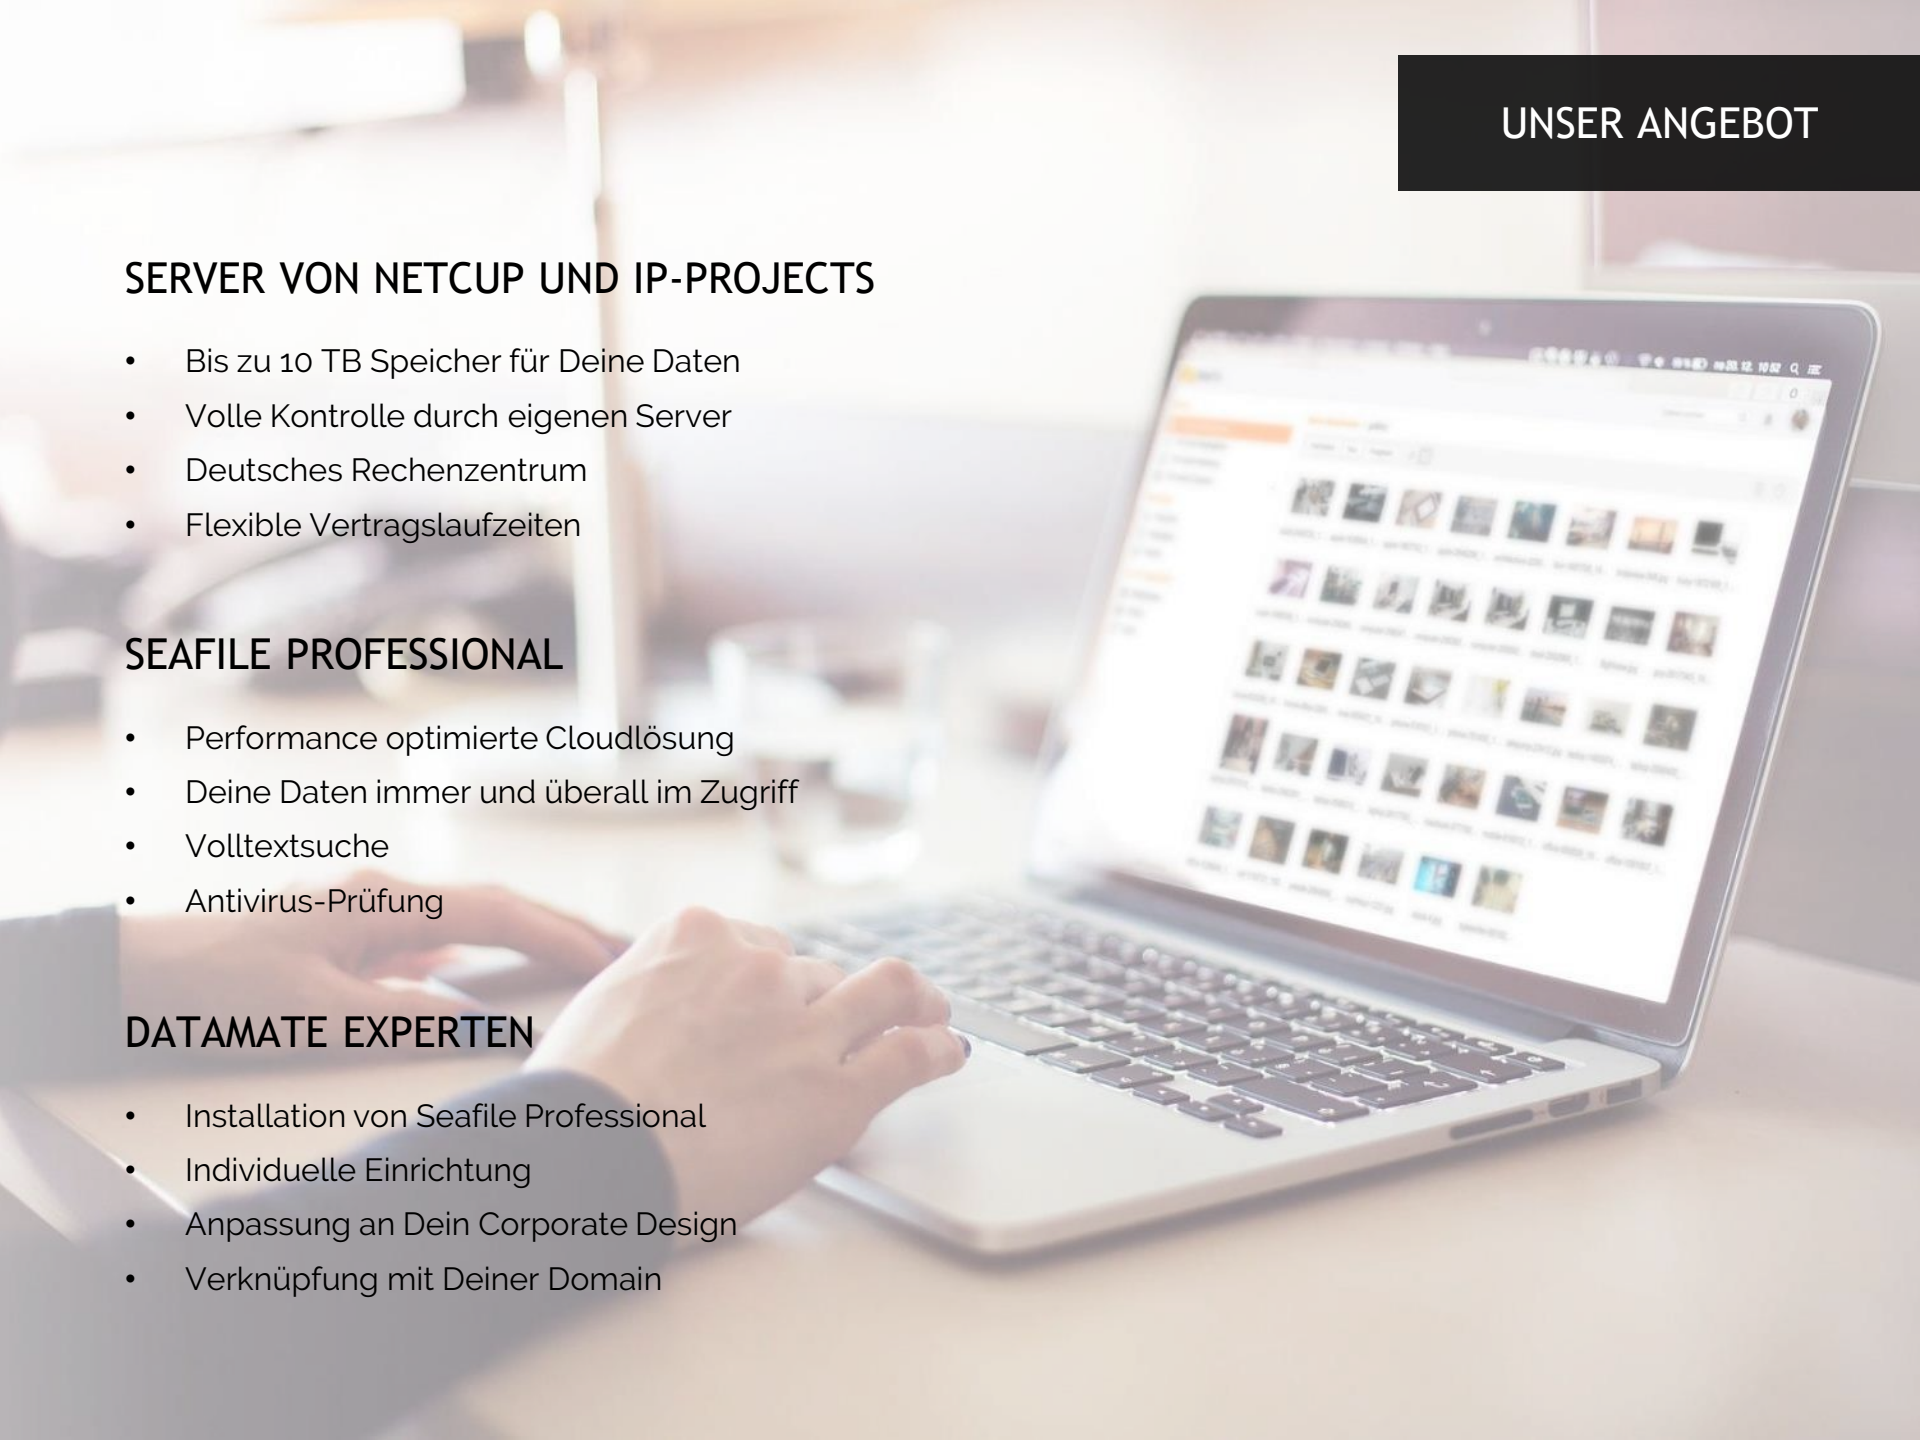 UNSER ANGEBOT
SERVER VON NETCUP UND IP-PROJECTS
• Bis zu 10 TB Speicher für Deine Daten
• Volle Kontrolle durch eigenen Server
• Deutsches Rechenzentrum
• Flexible Vertragslaufzeiten
SEAFILE PROFESSIONAL
• Performance optimierte Cloudlösung
• Deine Daten immer und überall im Zugriff
• Volltextsuche
• Antivirus-Prüfung
DATAMATE EXPERTEN
• Installation von Seafile Professional
• Individuelle Einrichtung
• Anpassung an Dein Corporate Design
• Verknüpfung mit Deiner Domain